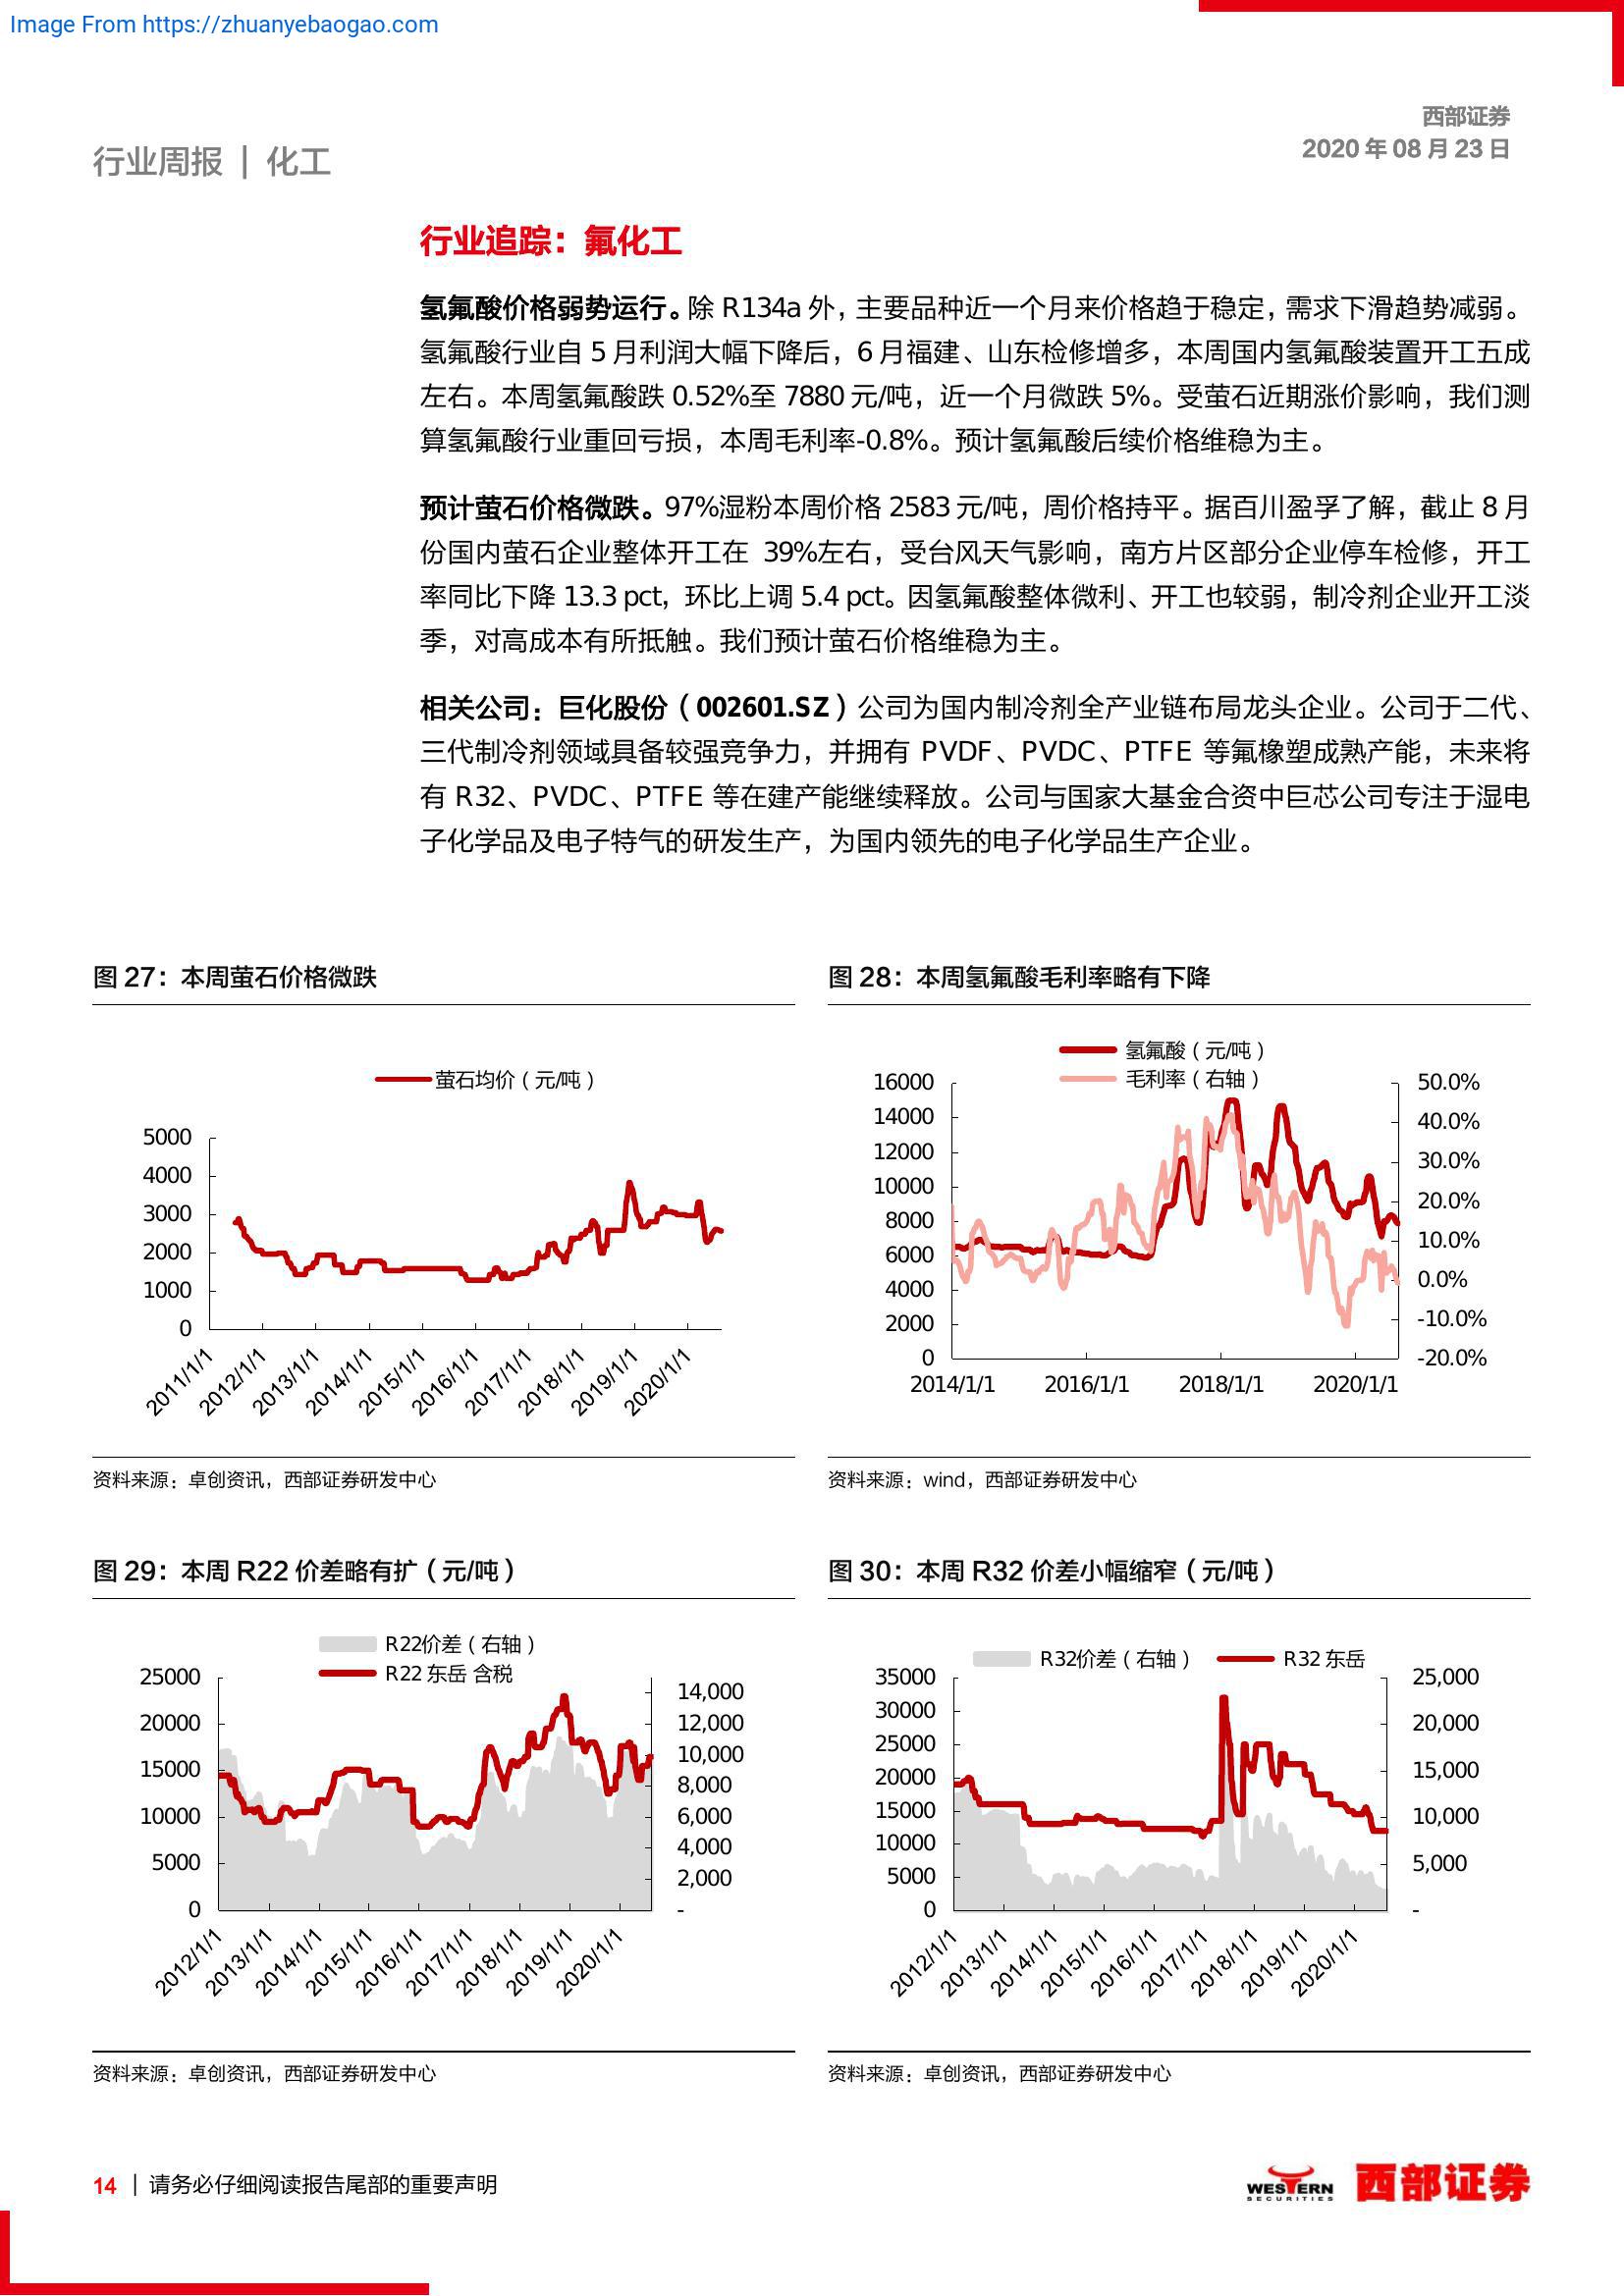 Image From https://zhuanyebaogao.com
西部证券
2020 年 08 月 23 日
行业周报 | 化工
行业追踪：氟化工
氢氟酸价格弱势运行。除 R134a 外，主要品种近一个月来价格趋于稳定，需求下滑趋势减弱。
氢氟酸行业自 5 月利润大幅下降后，6 月福建、山东检修增多，本周国内氢氟酸装置开工五成
左右。本周氢氟酸跌 0.52%至 7880 元/吨，近一个月微跌 5%。受萤石近期涨价影响，我们测
算氢氟酸行业重回亏损，本周毛利率-0.8%。预计氢氟酸后续价格维稳为主。
预计萤石价格微跌。97%湿粉本周价格 2583 元/吨，周价格持平。据百川盈孚了解，截止 8 月
份国内萤石企业整体开工在 39%左右，受台风天气影响，南方片区部分企业停车检修，开工
率同比下降 13.3 pct，环比上调 5.4 pct。因氢氟酸整体微利、开工也较弱，制冷剂企业开工淡
季，对高成本有所抵触。我们预计萤石价格维稳为主。
相关公司：巨化股份（002601.SZ）公司为国内制冷剂全产业链布局龙头企业。公司于二代、
三代制冷剂领域具备较强竞争力，并拥有 PVDF、PVDC、PTFE 等氟橡塑成熟产能，未来将
有 R32、PVDC、PTFE 等在建产能继续释放。公司与国家大基金合资中巨芯公司专注于湿电
子化学品及电子特气的研发生产，为国内领先的电子化学品生产企业。
图 27：本周萤石价格微跌
萤石均价（元/吨）
5000
4000
3000
2000
1000
0
2011/1/1
2012/1/1
2013/1/1
2014/1/1
2015/1/1
2016/1/1
2017/1/1
2018/1/1
2019/1/1
2020/1/1
资料来源：卓创资讯，西部证券研发中心
图 28：本周氢氟酸毛利率略有下降
氢氟酸（元/吨）
毛利率（右轴）
16000
14000
12000
10000
8000
6000
4000
2000
0
50.0%
40.0%
30.0%
20.0%
10.0%
0.0%
-10.0%
-20.0%
2014/1/1
2016/1/1
2018/1/1
2020/1/1
资料来源：wind，西部证券研发中心
图 29：本周 R22 价差略有扩（元/吨）
R22价差（右轴）
R22 东岳 含税
25000
20000
15000
10000
5000
0
14,000
12,000
10,000
8,000
6,000
4,000
2,000
-
2012/1/1
2013/1/1
2014/1/1
2015/1/1
2016/1/1
2017/1/1
2018/1/1
2019/1/1
2020/1/1
资料来源：卓创资讯，西部证券研发中心
图 30：本周 R32 价差小幅缩窄（元/吨）
R32价差（右轴）
R32 东岳
35000
30000
25000
20000
15000
10000
5000
0
25,000
20,000
15,000
10,000
5,000
-
2012/1/1
2013/1/1
2014/1/1
2015/1/1
2016/1/1
2017/1/1
2018/1/1
2019/1/1
2020/1/1
资料来源：卓创资讯，西部证券研发中心
14 | 请务必仔细阅读报告尾部的重要声明
WESTERN
SECURITIES
西部证券